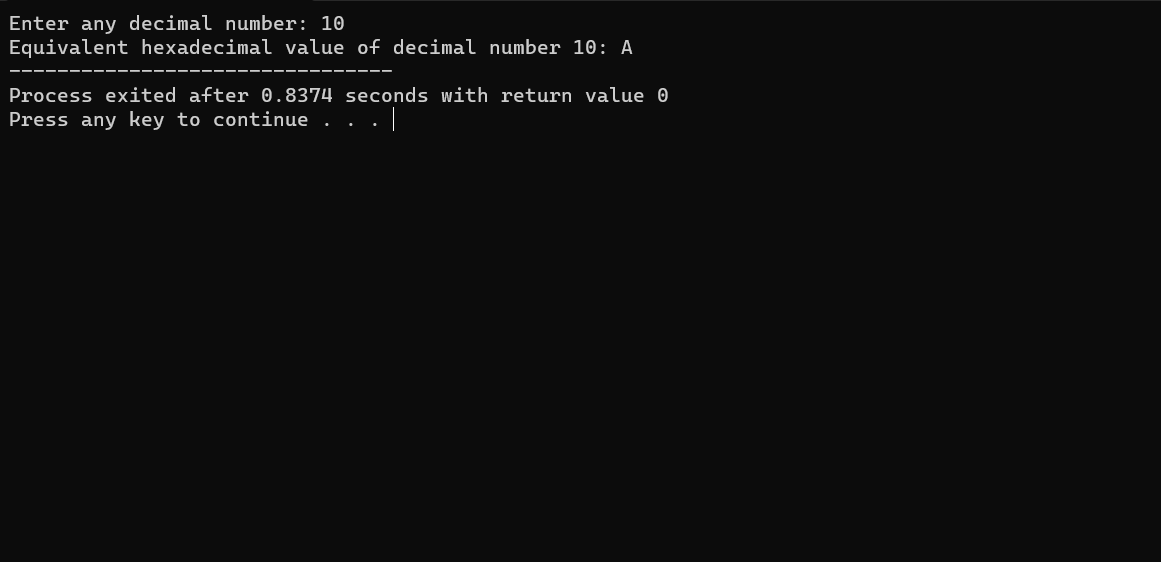 Enter any decimal number: 10
Equivalent hexadecimal value of decimal number 10: A
--------------------------------
Process exited after 0.8374 seconds with return value 0
Press any key to continue . . .